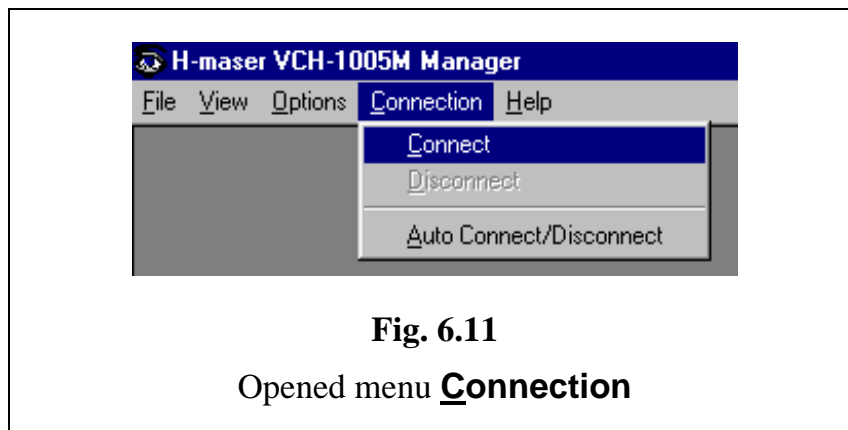 H-maser VCH-1005M Manager
File View Options Connection Help
Connect
Disconnect
Auto Connect/Disconnect
Fig. 6.11
Opened menu Connection